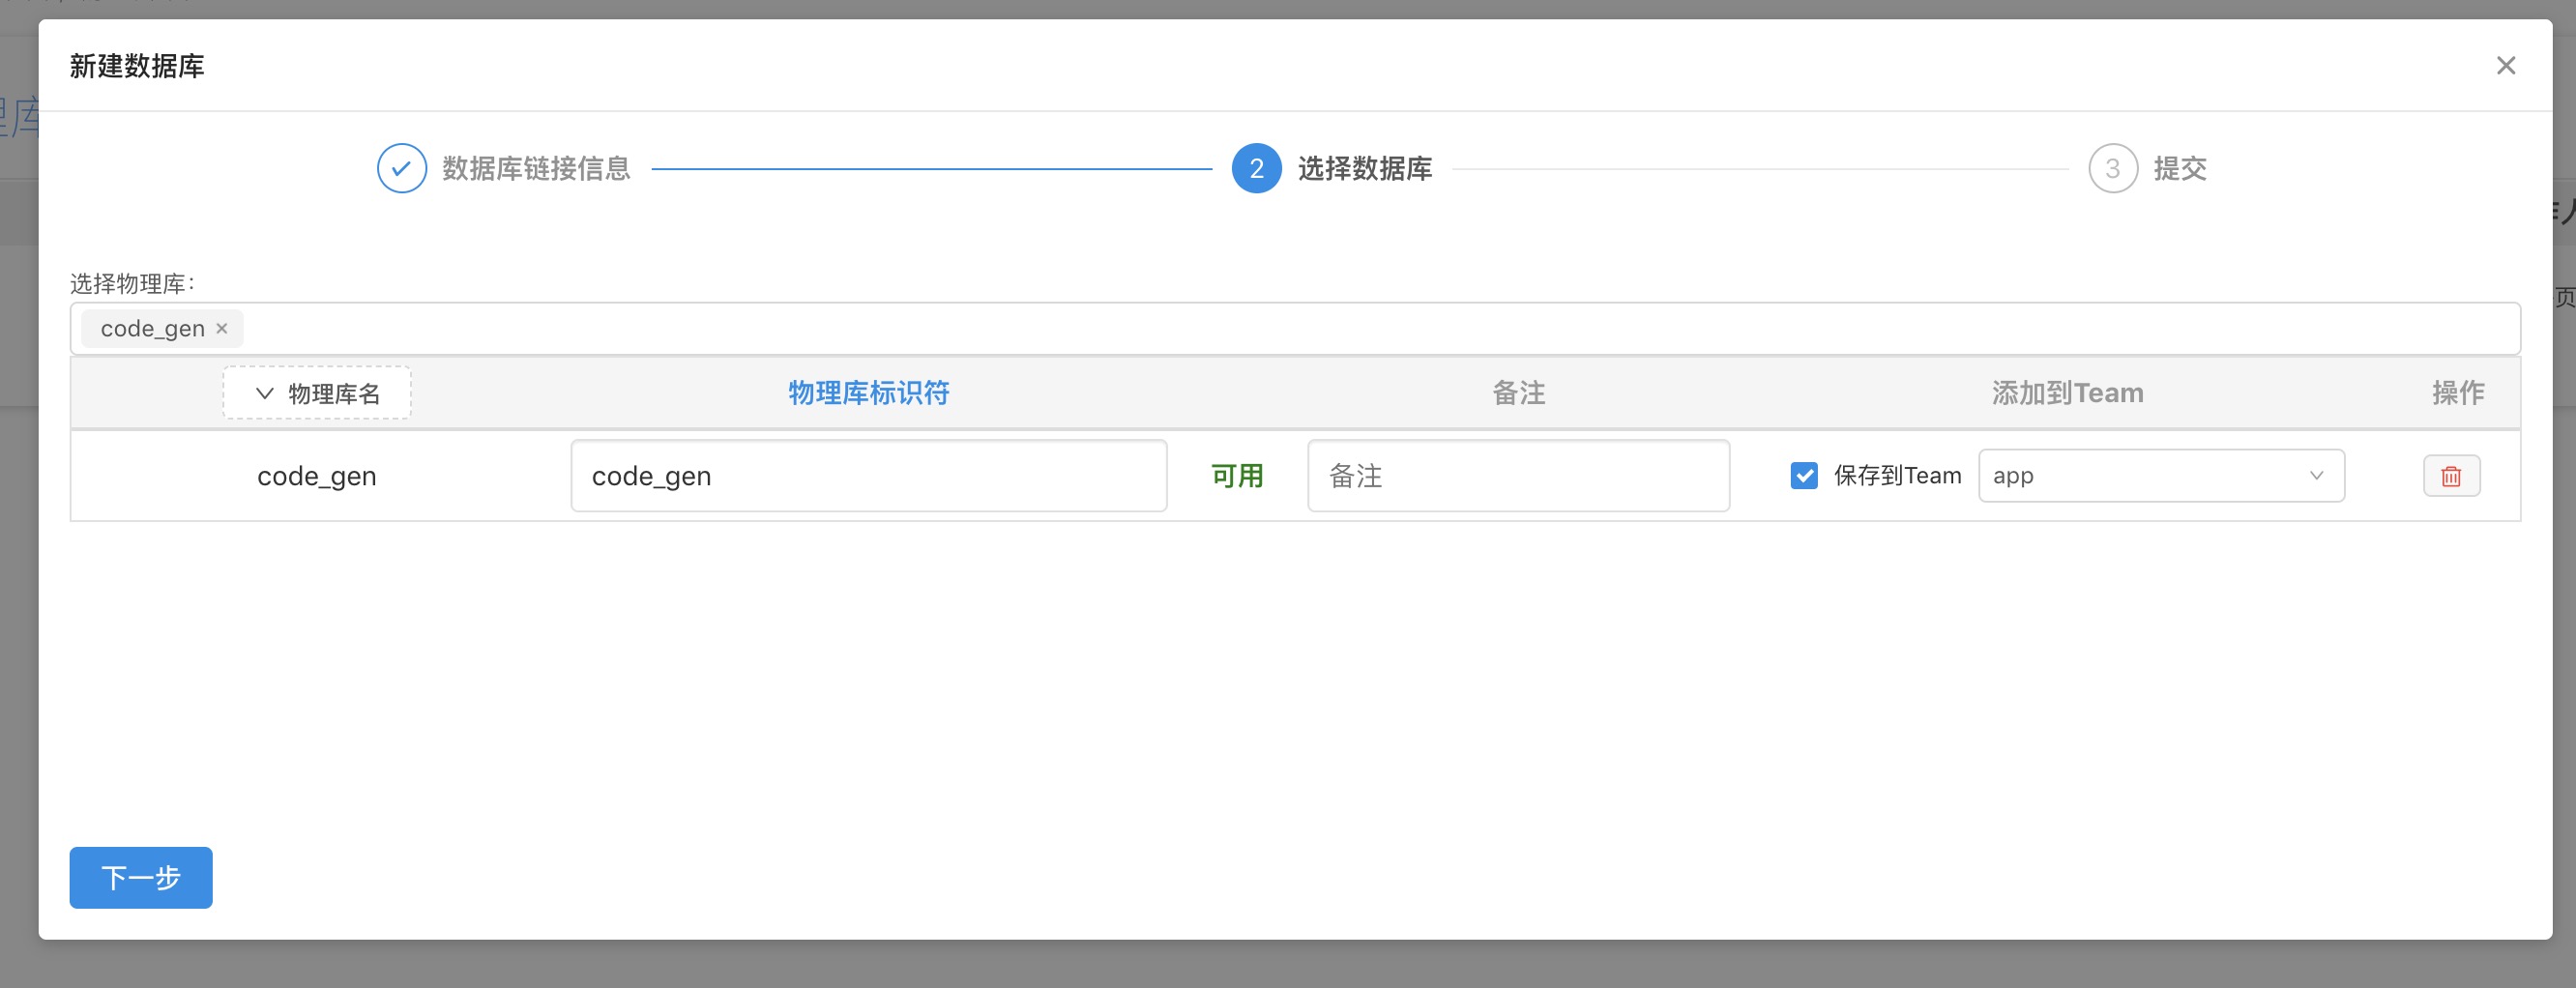 新建数据库
数据库链接信息 2 选择数据库 3 提交
选择物理库:
code_gen
物理库名 物理库标识符 备注 添加到Team 操作
code_gen code_gen 可用 备注 保存到Team app
下一步